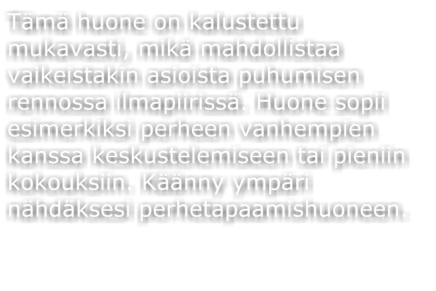 Tämä huone on kalustettu
mukavasti, mikä mahdollistaa
vaikeistakin asioista puhumisen
rennossa ilmapiirissä. Huone sopii
esimerkiksi perheen vanhempien
kanssa keskustelemiseen tai pieniin
kokouksiin. Käänny ympäri
nähdäksesi perhetapaamishuoneen.